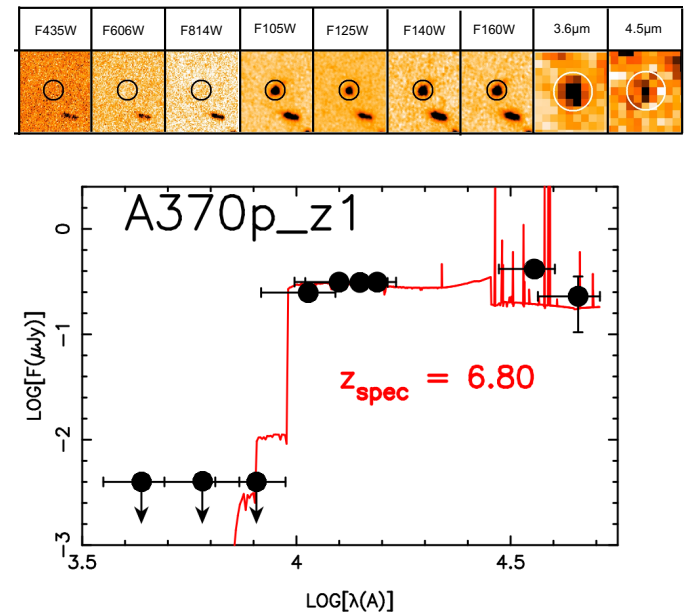 F435W F606W F814W F105W F125W F140W F160W 3.6μm 4.5μm
A370p_z1
0
−1
−2
−3
LOG[F(μJy)]
z_spec = 6.80
3.5 4 4.5
LOG[λ(A)]